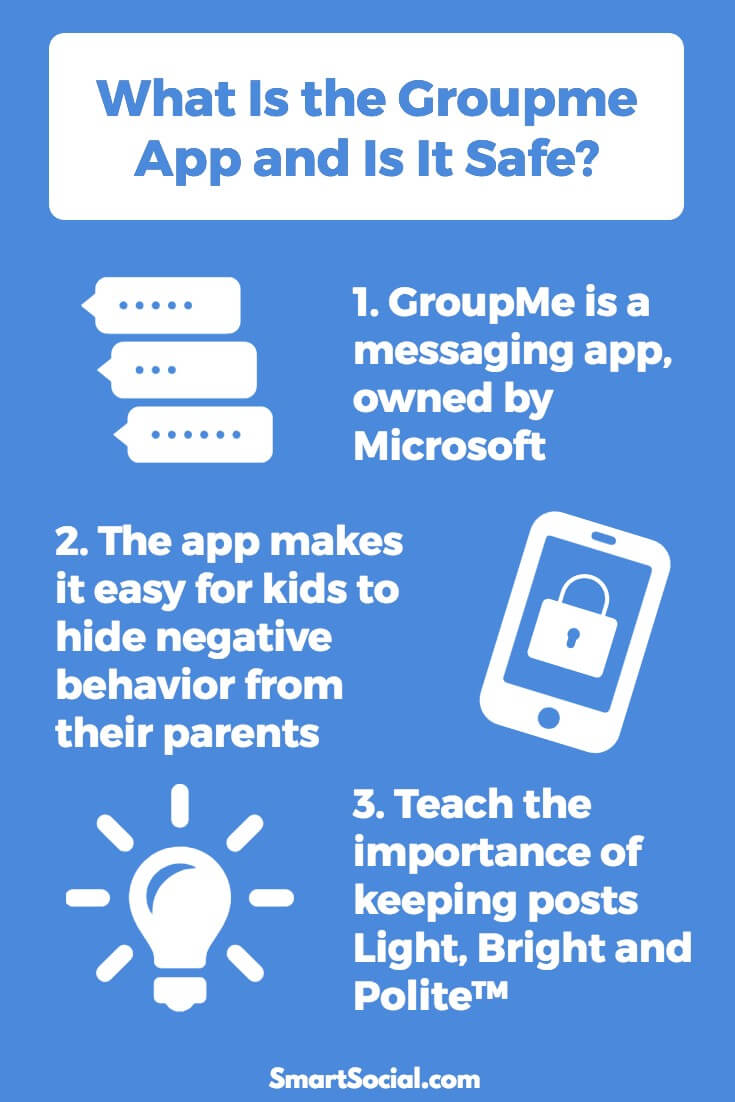 What Is the Groupme
App and Is It Safe?
1. GroupMe is a
messaging app,
owned by
Microsoft
2. The app makes
it easy for kids to
hide negative
behavior from
their parents
3. Teach the
importance of
keeping posts
Light, Bright and
Polite™
SmartSocial.com